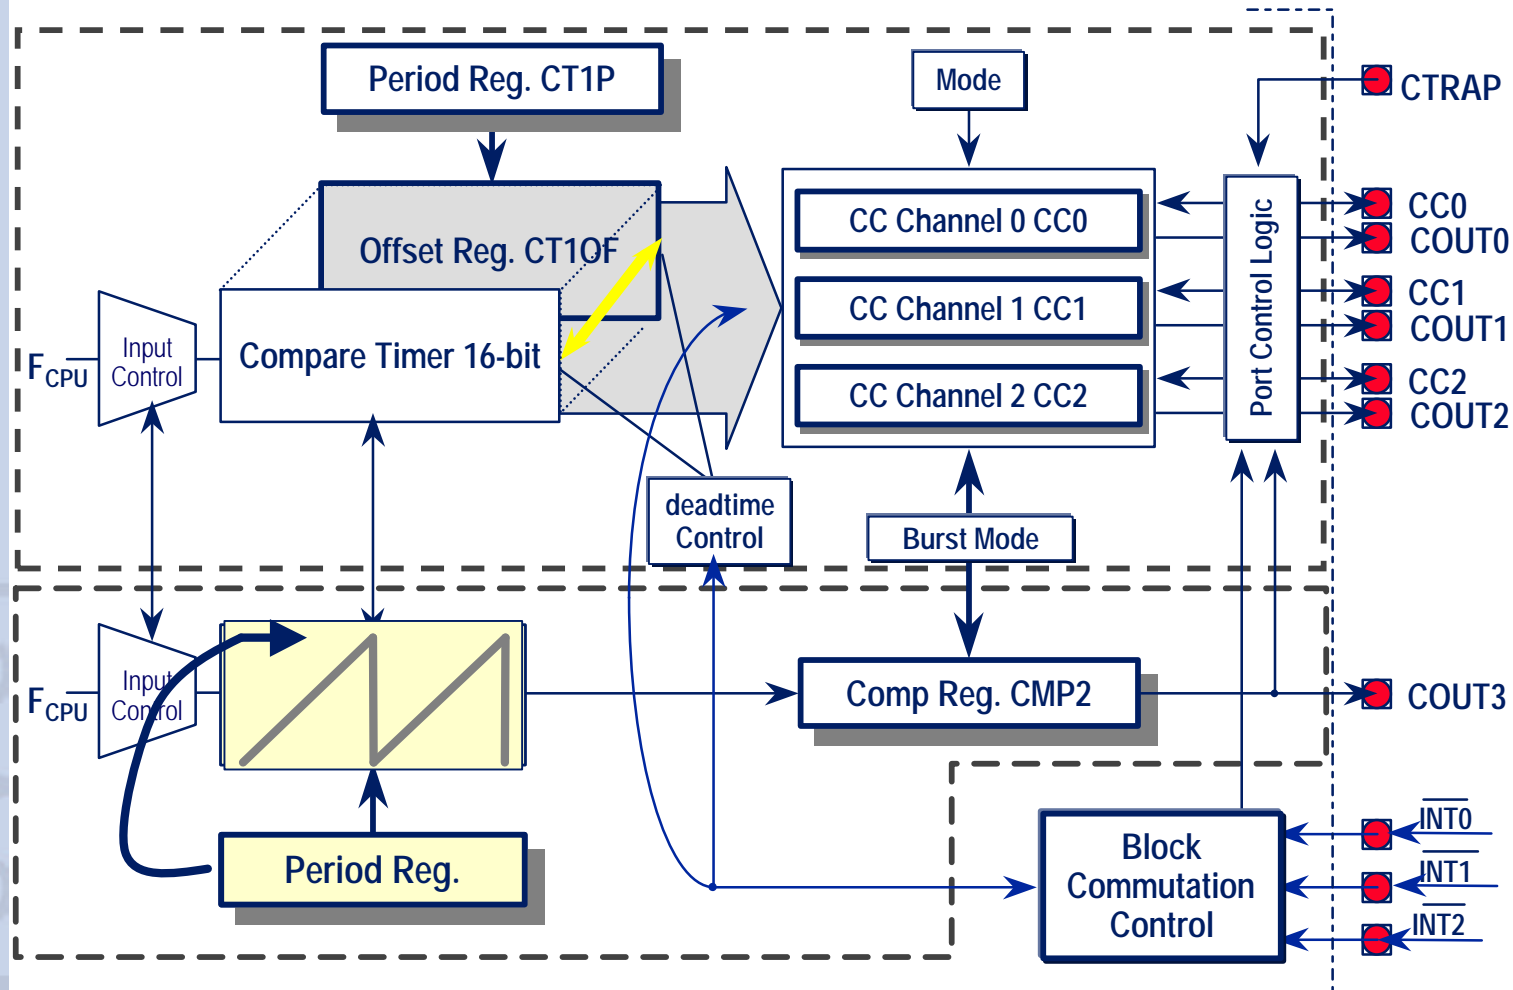 Period Reg. CT1P
Mode
CTRAP
Offset Reg. CT1OF
CC Channel 0 CC0
CC Channel 1 CC1
CC Channel 2 CC2
Port Control Logic
CC0
COUT0
CC1
COUT1
CC2
COUT2
FCPU
Input
Control
Compare Timer 16-bit
deadtime
Control
Burst Mode
FCPU
Input
Control
Comp Reg. CMP2
COUT3
Period Reg.
Block
Commutation
Control
INT0
INT1
INT2